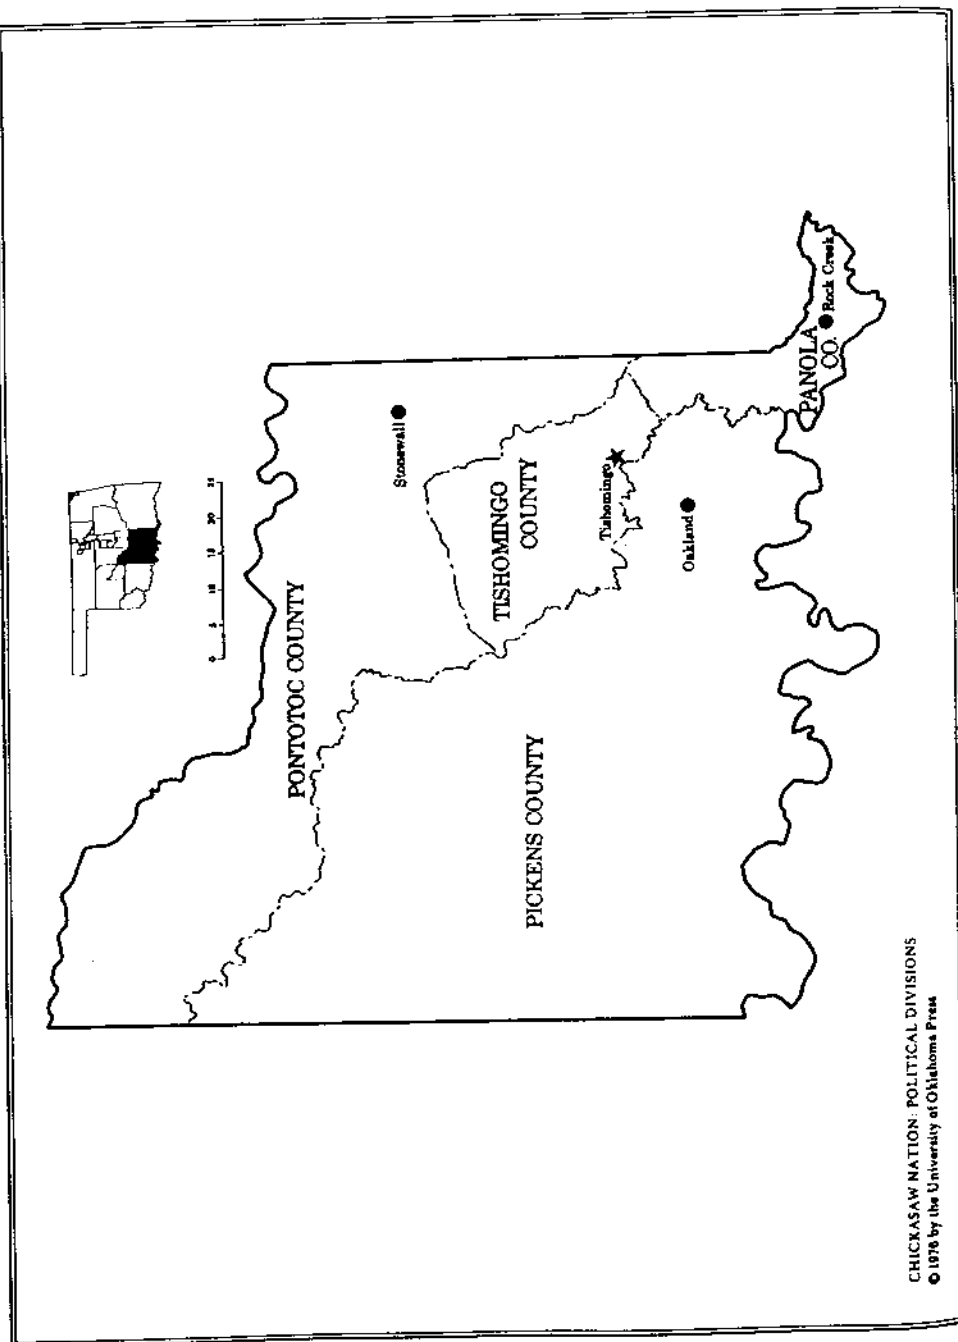 0 5 10 15 20 25
PONTOTOC COUNTY
Stonewall
TISHOMINGO
COUNTY
Tishomingo
Oakland
PICKENS COUNTY
PANOLA
CO.
Rock Creek
CHICKASAW NATION: POLITICAL DIVISIONS
© 1976 by the University of Oklahoma Press